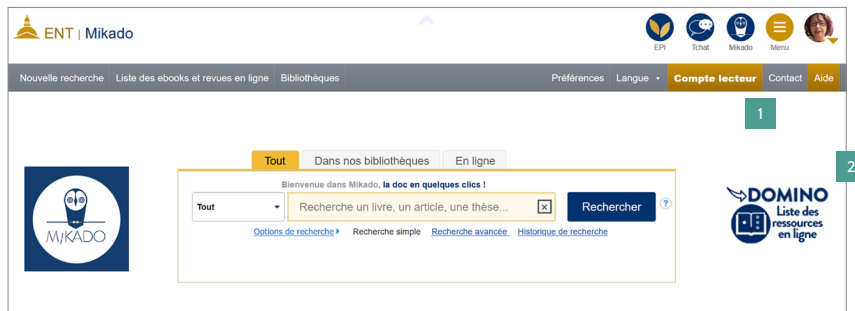 ENT | Mikado
EPI Tchat Mikado Menu
Nouvelle recherche Liste des ebooks et revues en ligne Bibliothèques Préférences Langue Compte lecteur Contact Aide
1
2
Tout Dans nos bibliothèques En ligne
Bienvenue dans Mikado, la doc en quelques clics !
Tout Recherche un livre, un article, une thèse... x Rechercher ?
Options de recherche Recherche simple Recherche avancée Historique de recherche
MIKADO
DOMINO
Liste des
ressources
en ligne